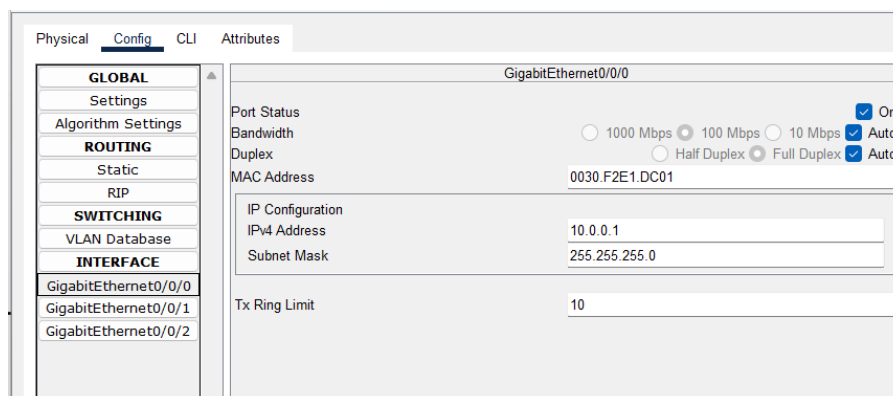 Physical Config CLI Attributes
GLOBAL
Settings
Algorithm Settings
ROUTING
Static
RIP
SWITCHING
VLAN Database
INTERFACE
GigabitEthernet0/0/0
GigabitEthernet0/0/1
GigabitEthernet0/0/2
GigabitEthernet0/0/0
Port Status
Bandwidth 1000 Mbps 100 Mbps 10 Mbps
Duplex Half Duplex Full Duplex
MAC Address 0030.F2E1.DC01
IP Configuration
IPv4 Address 10.0.0.1
Subnet Mask 255.255.255.0
Tx Ring Limit 10